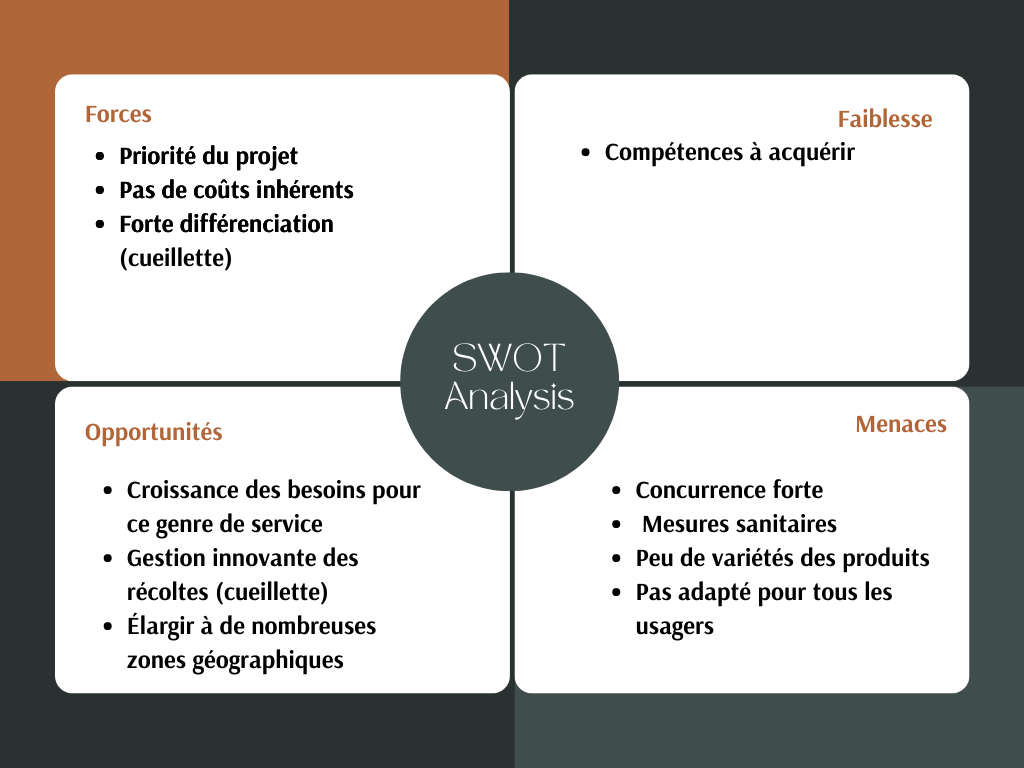 Forces
• Priorité du projet
• Pas de coûts inhérents
• Forte différenciation
(cueillette)
Faiblesse
• Compétences à acquérir
SWOT
Analysis
Opportunités
• Croissance des besoins pour
ce genre de service
• Gestion innovante des
récoltes (cueillette)
• Élargir à de nombreuses
zones géographiques
Menaces
• Concurrence forte
• Mesures sanitaires
• Peu de variétés des produits
• Pas adapté pour tous les
usagers